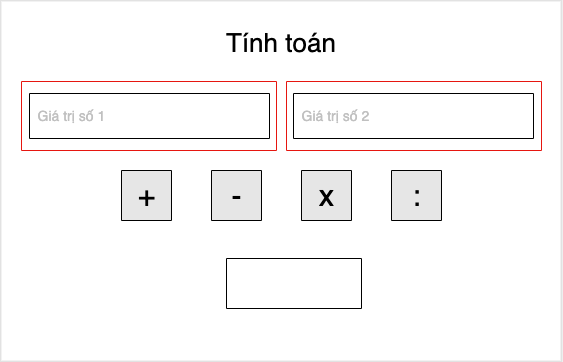 Tính toán
Giá trị số 1 Giá trị số 2
+ - x :